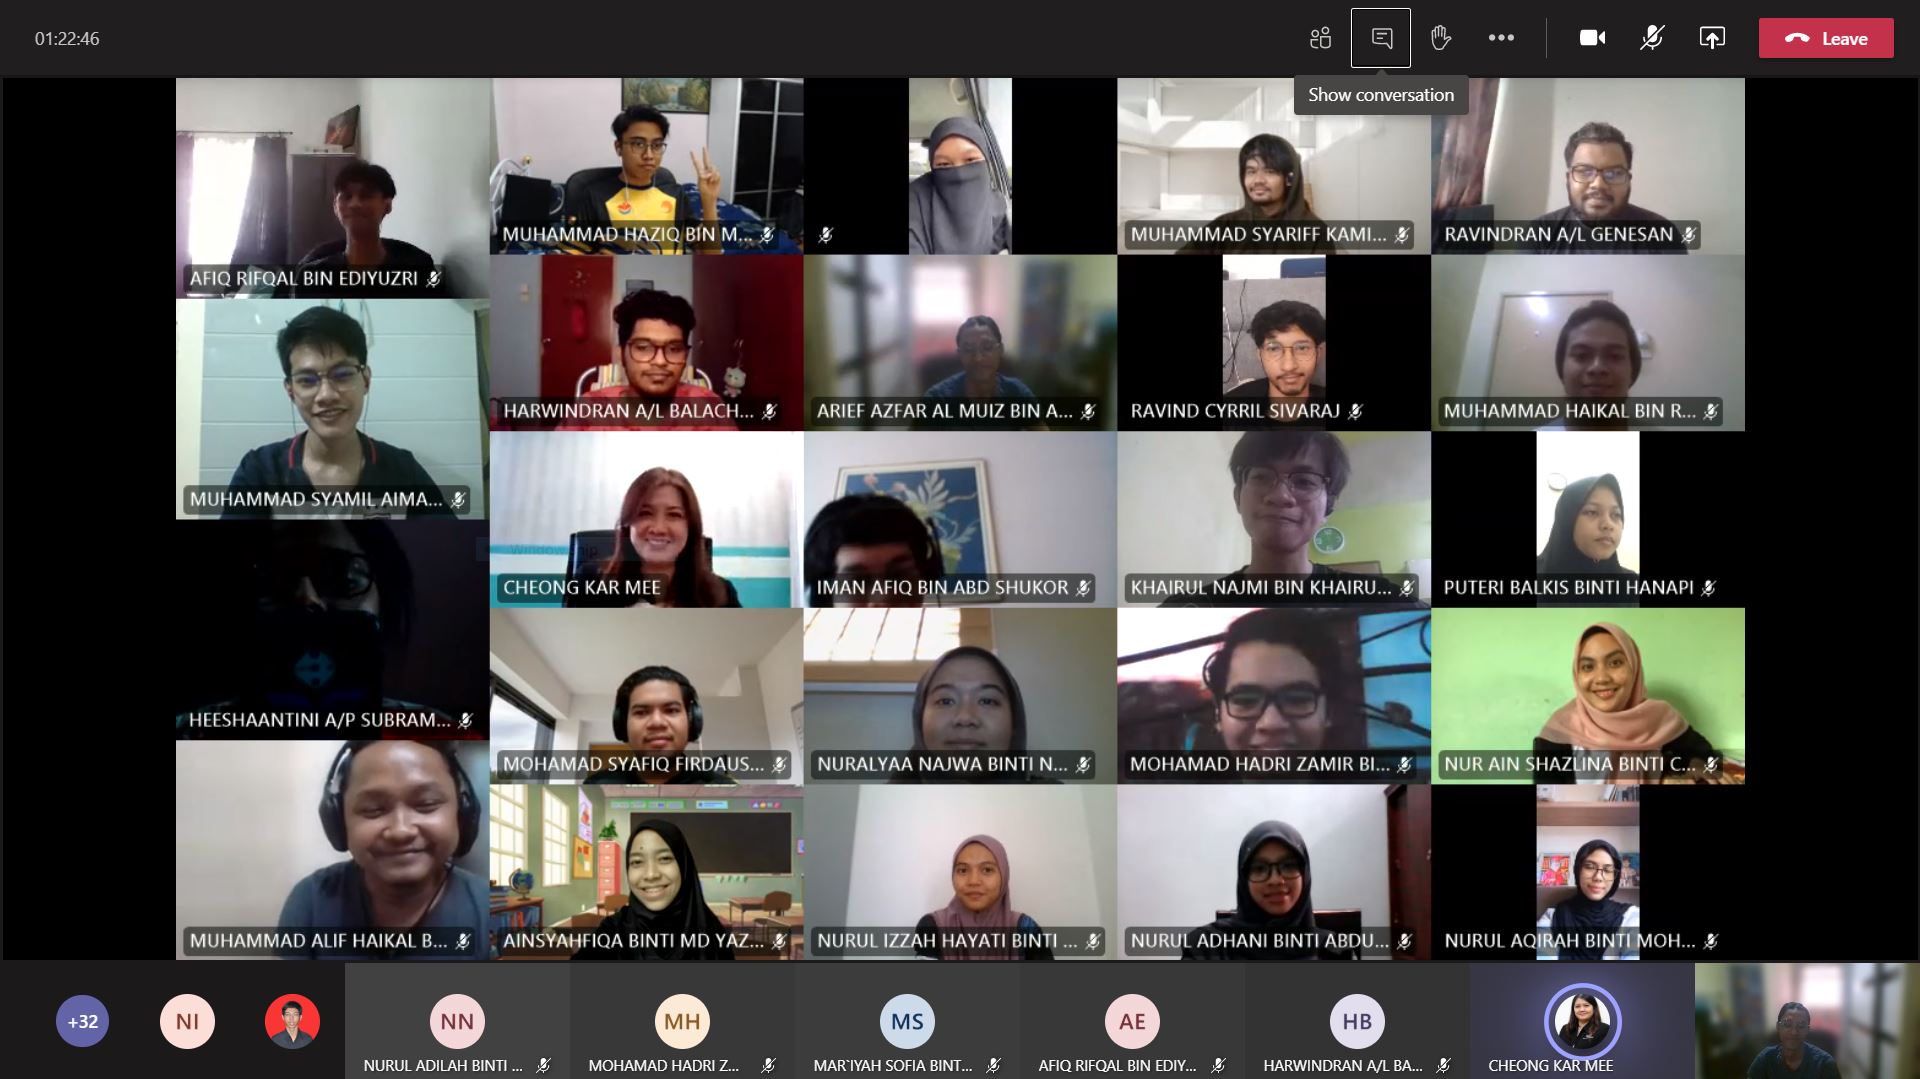 01:22:46
Leave
Show conversation
AFIQ RIFQAL BIN EDIYUZRI
MUHAMMAD HAZIQ BIN M...
MUHAMMAD SYARIFF KAMI...
RAVINDRAN A/L GENESAN
MUHAMMAD SYAMIL AIMA...
HARWINDRAN A/L BALACH...
ARIEF AZFAR AL MUIZ BIN A...
RAVIND CYRRIL SIVARAJ
MUHAMMAD HAIKAL BIN R...
CHEONG KAR MEE
IMAN AFIQ BIN ABD SHUKOR
KHAIRUL NAJMI BIN KHAIRU...
PUTERI BALKIS BINTI HANAPI
HEESHAANTINI A/P SUBRAM...
MOHAMAD SYAFIQ FIRDAUS...
NURALYAA NAJWA BINTI N...
MOHAMAD HADRI ZAMIR BI...
NUR AIN SHAZLINA BINTI C...
MUHAMMAD ALIF HAIKAL B...
AINSYAHFIQA BINTI MD YAZ...
NURUL IZZAH HAYATI BINTI ...
NURUL ADHANI BINTI ABDU...
NURUL AQIRAH BINTI MOH...
+32
NI
NN
MH
MS
AE
HB
NURUL ADILAH BINTI ...
MOHAMAD HADRI Z...
MAR`IYAH SOFIA BINT...
AFIQ RIFQAL BIN EDIY...
HARWINDRAN A/L BA...
CHEONG KAR MEE